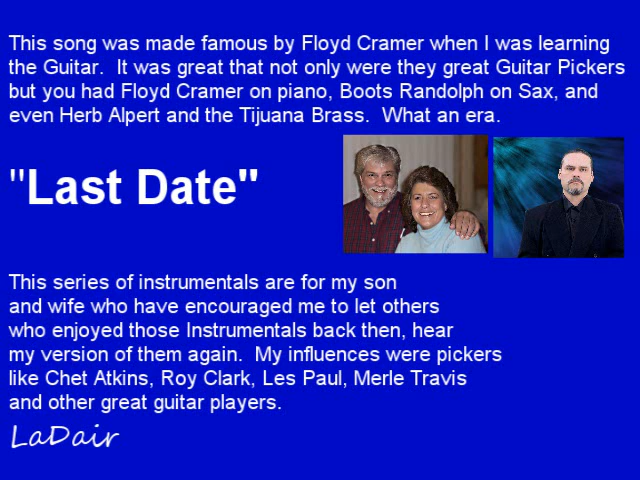 This song was made famous by Floyd Cramer when I was learning
the Guitar.  It was great that not only were they great Guitar Pickers
but you had Floyd Cramer on piano, Boots Randolph on Sax, and
even Herb Alpert and the Tijuana Brass.  What an era.
"Last Date"
This series of instrumentals are for my son
and wife who have encouraged me to let others
who enjoyed those Instrumentals back then, hear
my version of them again.  My influences were pickers
like Chet Atkins, Roy Clark, Les Paul, Merle Travis
and other great guitar players.
LaDair